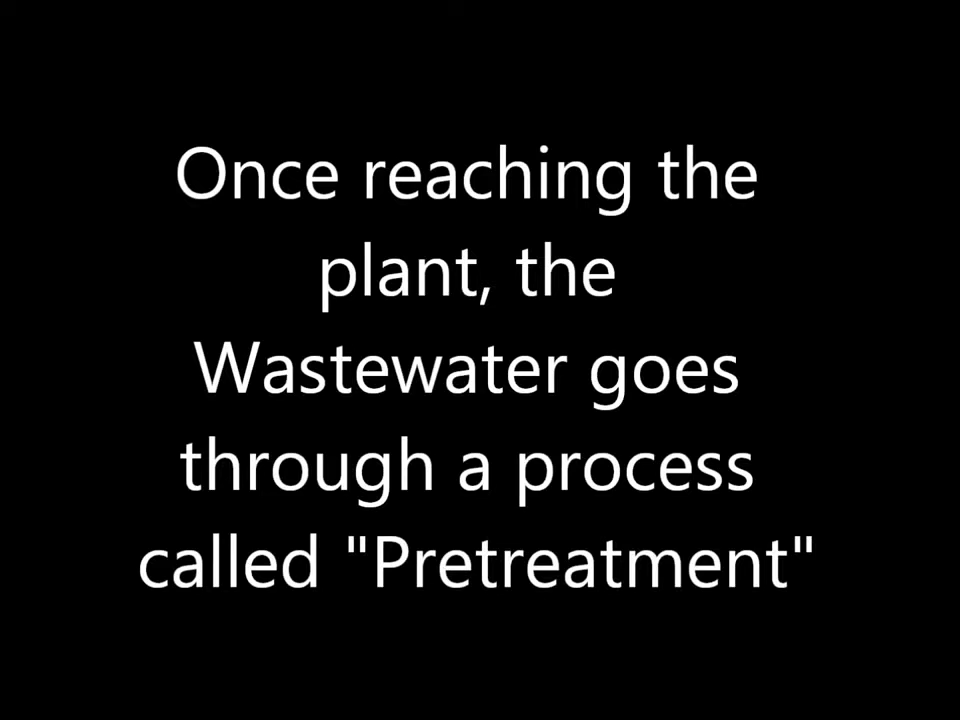 Once reaching the
plant, the
Wastewater goes
through a process
called "Pretreatment"